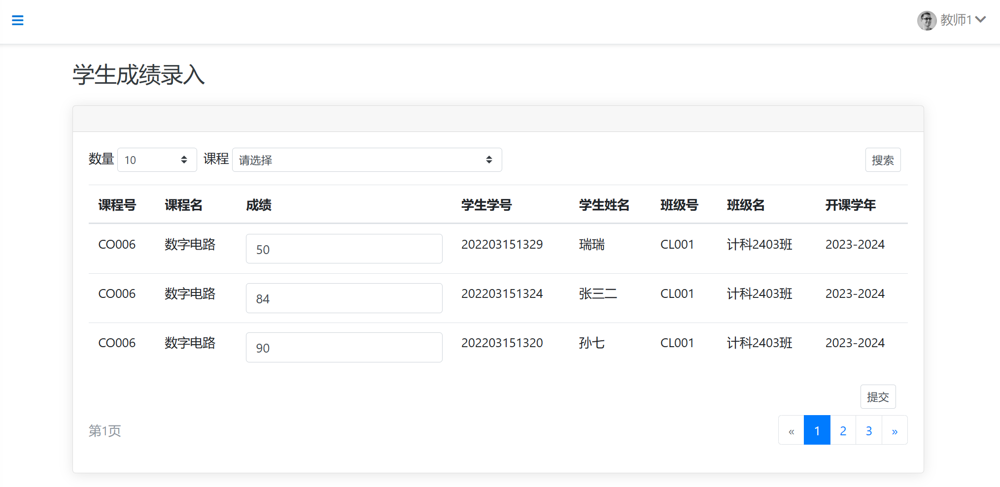 教师1
学生成绩录入
数量 10 课程 请选择 搜索
课程号 课程名 成绩 学生学号 学生姓名 班级号 班级名 开课学年
CO006 数字电路 50 202203151329 瑞瑞 CL001 计科2403班 2023-2024
CO006 数字电路 84 202203151324 张三二 CL001 计科2403班 2023-2024
CO006 数字电路 90 202203151320 孙七 CL001 计科2403班 2023-2024
提交
第1页 « 1 2 3 »